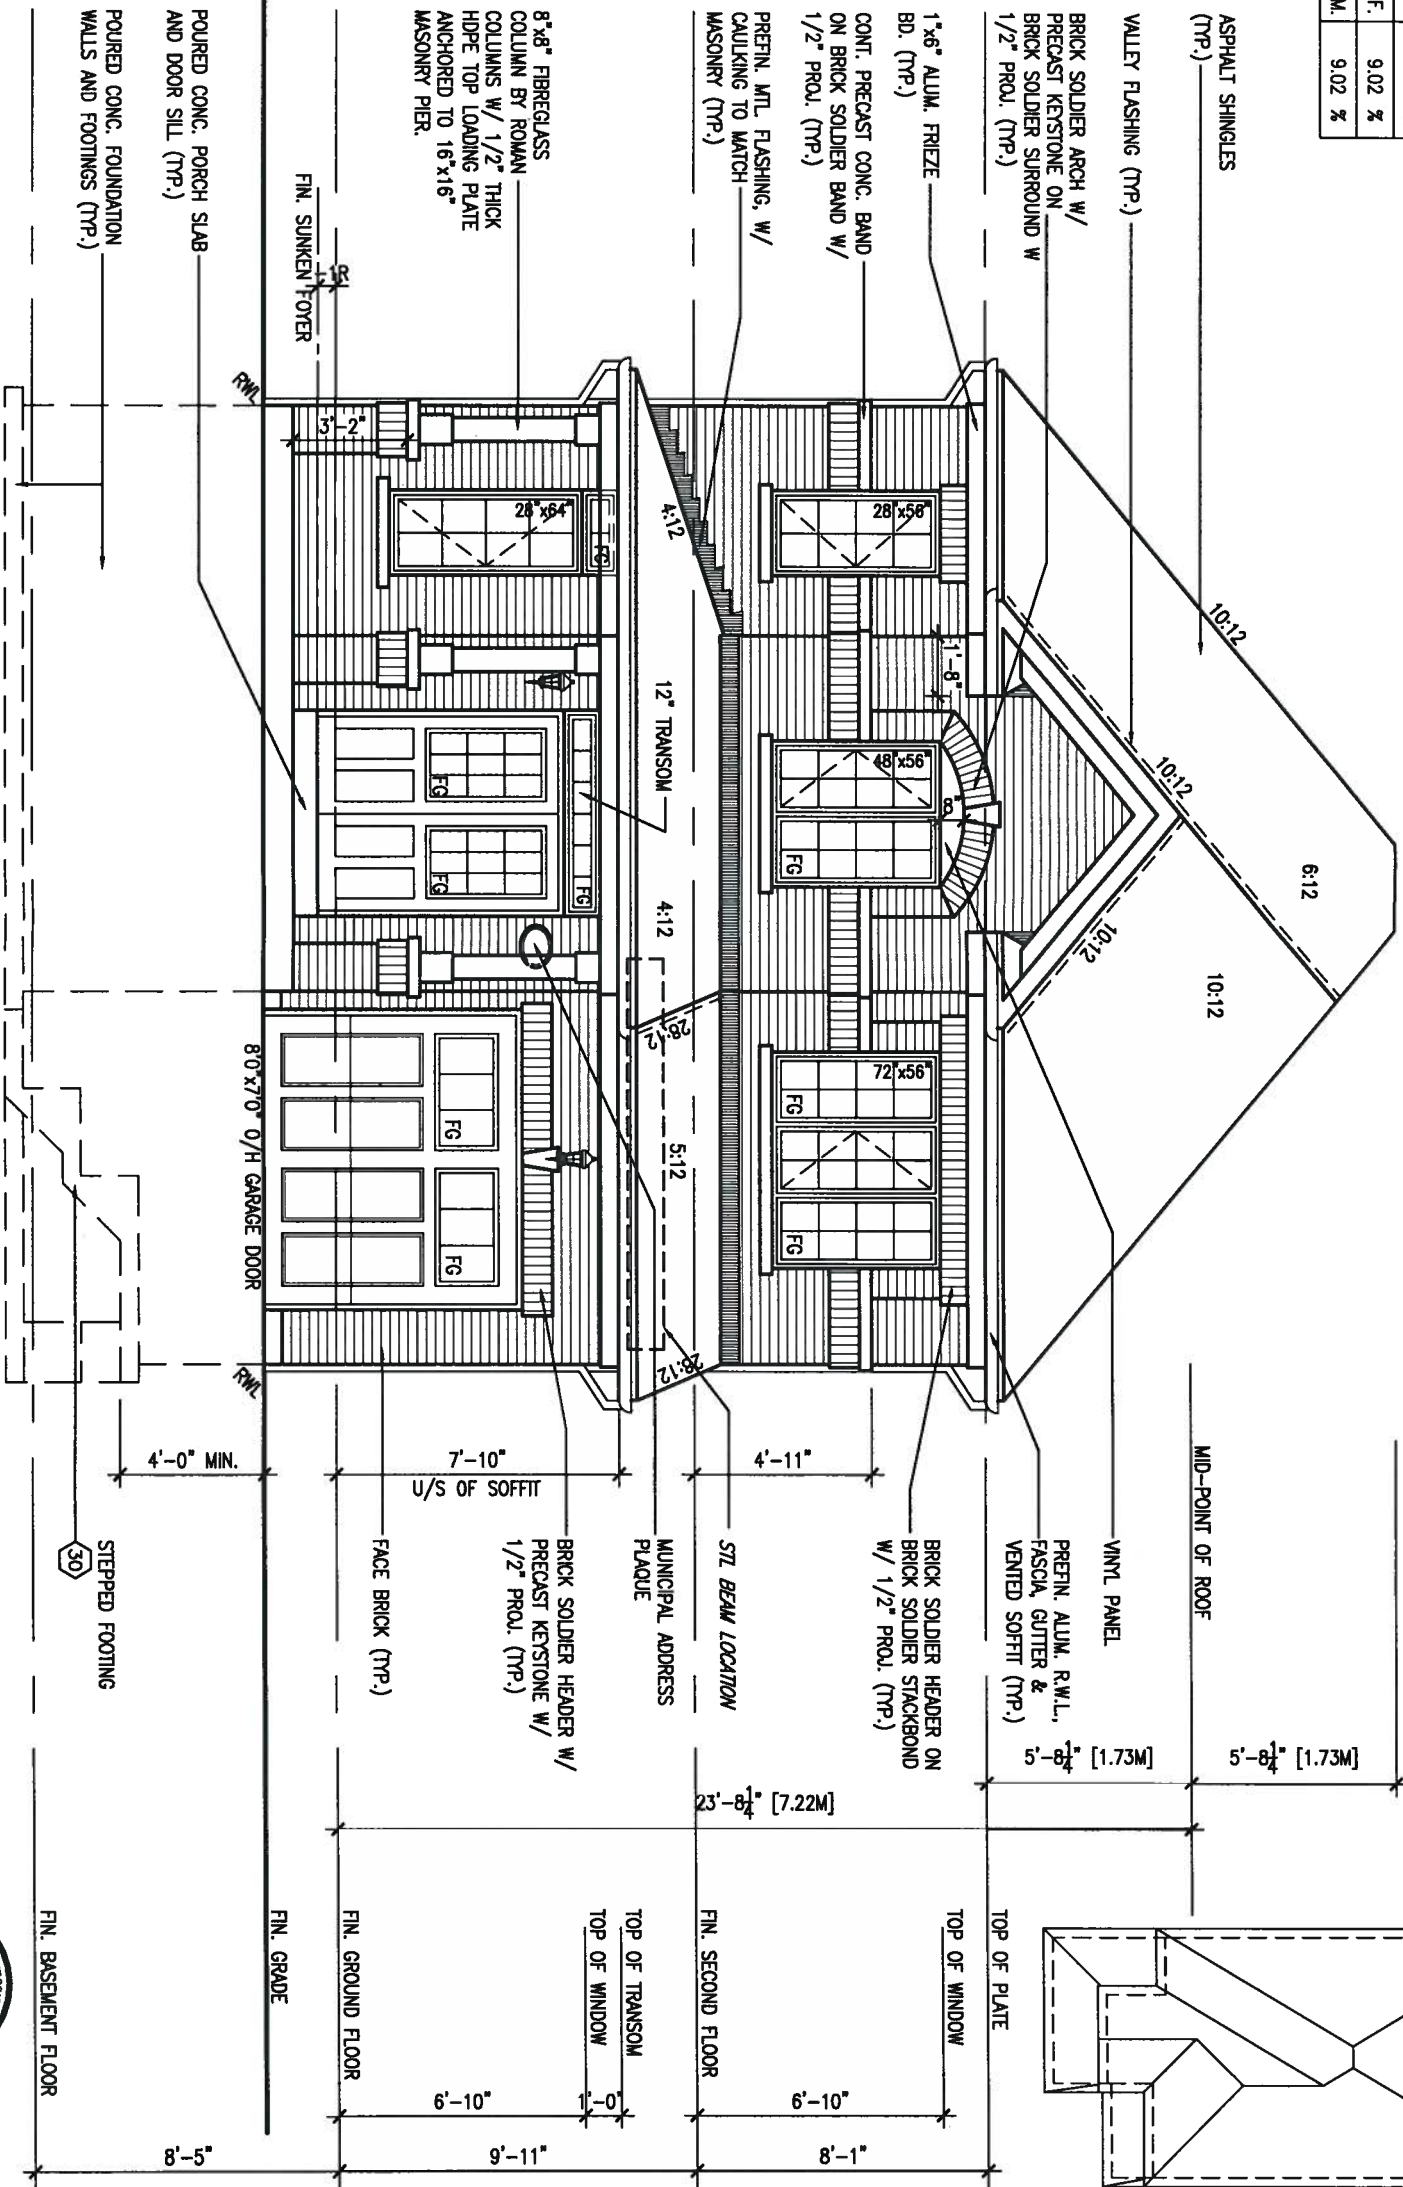 F. 9.02 %
M. 9.02 %
ASPHALT SHINGLES
(TYP.)
VALLEY FLASHING (TYP.)
BRICK SOLDIER ARCH W/
PRECAST KEYSTONE ON
BRICK SOLDIER SURROUND W
1/2" PROJ. (TYP.)
1"x6" ALUM. FRIEZE
BD. (TYP.)
CONT. PRECAST CONC. BAND
ON BRICK SOLDIER BAND W/
1/2" PROJ. (TYP.)
PREFIN. MTL. FLASHING, W/
CAULKING TO MATCH
MASONRY (TYP.)
8"x8" FIBREGLASS
COLUMN BY ROMAN
COLUMNS W/ 1/2" THICK
HDPE TOP LOADING PLATE
ANCHORED TO 16"x16"
MASONRY PIER.
-1R
FIN. SUNKEN FOYER
POURED CONC. PORCH SLAB
AND DOOR SILL (TYP.)
POURED CONC. FOUNDATION
WALLS AND FOOTINGS (TYP.)
10:12
6:12
10:12
10:12
10:12
28"x56"
1'-8"
48"x56"
8"
FG
72"x56"
FG
FG
4:12
12" TRANSOM
4:12
28:12
5:12
28:12
28"x64"
FG
FG
FG
FG
FG
FG
3'-2"
RWL
8'0"x7'0" O/H GARAGE DOOR
RWL
MID-POINT OF ROOF
VINYL PANEL
PREFIN. ALUM. R.W.L.,
FASCIA, GUTTER &
VENTED SOFFIT (TYP.)
BRICK SOLDIER HEADER ON
BRICK SOLDIER STACKBOND
W/ 1/2" PROJ. (TYP.)
STL BEAM LOCATION
MUNICIPAL ADDRESS
PLAQUE
BRICK SOLDIER HEADER W/
PRECAST KEYSTONE W/
1/2" PROJ. (TYP.)
FACE BRICK (TYP.)
STEPPED FOOTING
30
4'-11"
7'-10"
U/S OF SOFFIT
4'-0" MIN.
5'-8 1/4" [1.73M]
5'-8 1/4" [1.73M]
23'-8 1/4" [7.22M]
TOP OF PLATE
TOP OF WINDOW
FIN. SECOND FLOOR
TOP OF TRANSOM
TOP OF WINDOW
FIN. GROUND FLOOR
FIN. GRADE
FIN. BASEMENT FLOOR
6'-10"
1'-0"
6'-10"
8'-1"
9'-11"
8'-5"